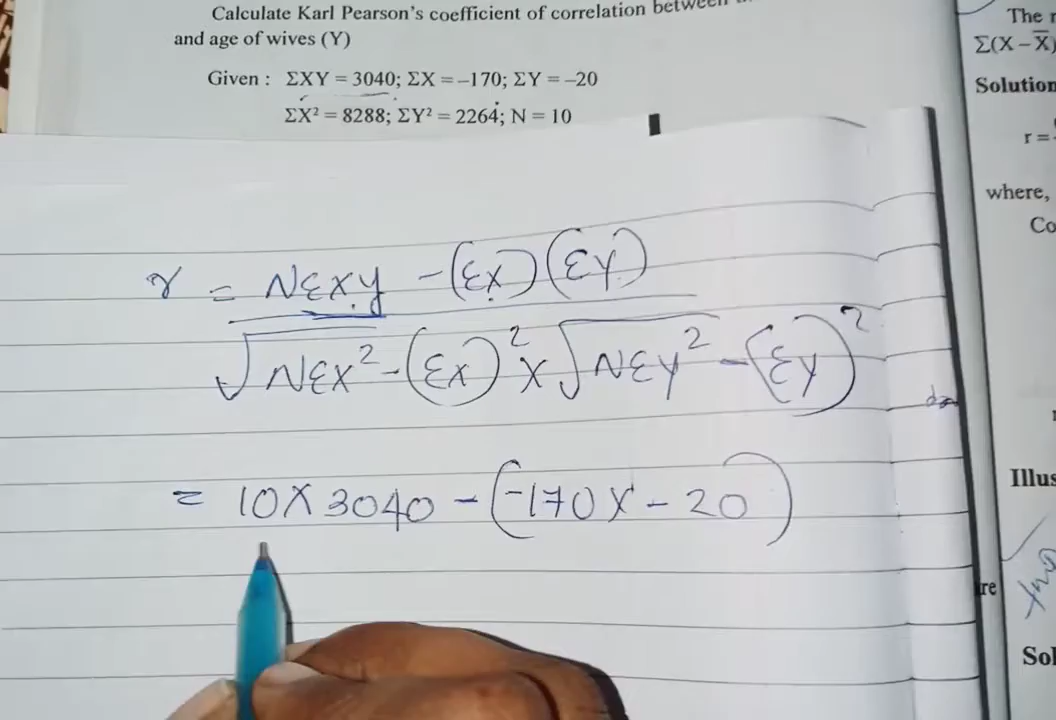 Calculate Karl Pearson's coefficient of correlation between
and age of wives (Y)
Given : ΣXY = 3040; ΣX = –170; ΣY = –20
ΣX² = 8288; ΣY² = 2264; N = 10
r = NΣXY - (ΣX)(ΣY)
√NΣX² - (ΣX)² × √NΣY² - (ΣY)²
= 10 X 3040 - (-170 X - 20)
The
Σ(X – X̅)
Solution
r =
where,
Co
Illus
re
Sol